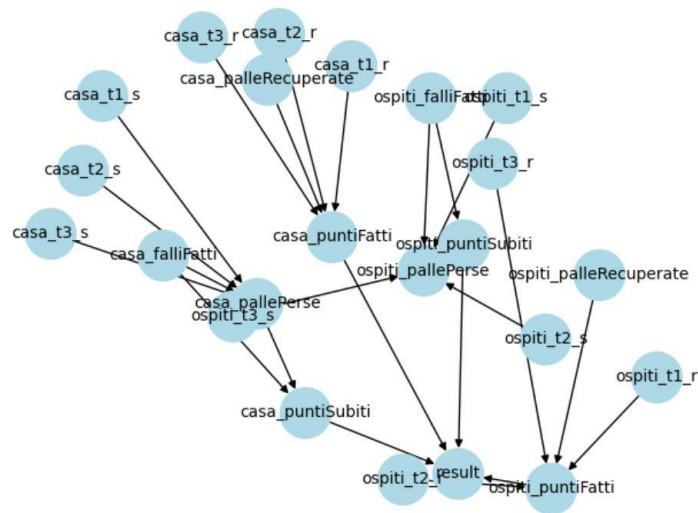 casa_t3_r
casa_t2_r
casa_t1_r
casa_palleRecuperate
casa_t1_s
ospiti_falliFatti
ospiti_t1_s
ospiti_t3_r
casa_t2_s
casa_t3_s
casa_falliFatti
casa_puntiFatti
ospiti_puntiSubiti
ospiti_pallePerse
ospiti_palleRecuperate
casa_pallePerse
ospiti_t3_s
ospiti_t2_s
ospiti_t1_r
casa_puntiSubiti
ospiti_t2_r
result
ospiti_puntiFatti